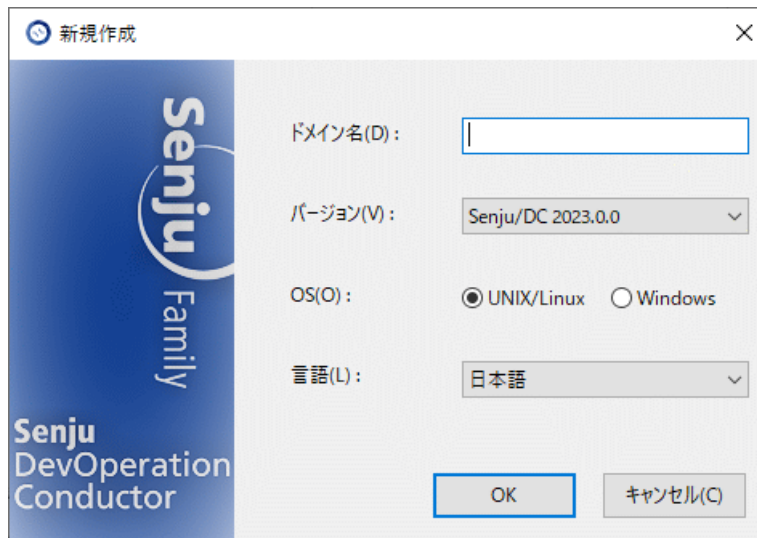 新規作成
Senju Family
Senju
DevOperation
Conductor
ドメイン名(D) :
バージョン(V) :
Senju/DC 2023.0.0
OS(O) :
UNIX/Linux
Windows
言語(L) :
日本語
OK
キャンセル(C)